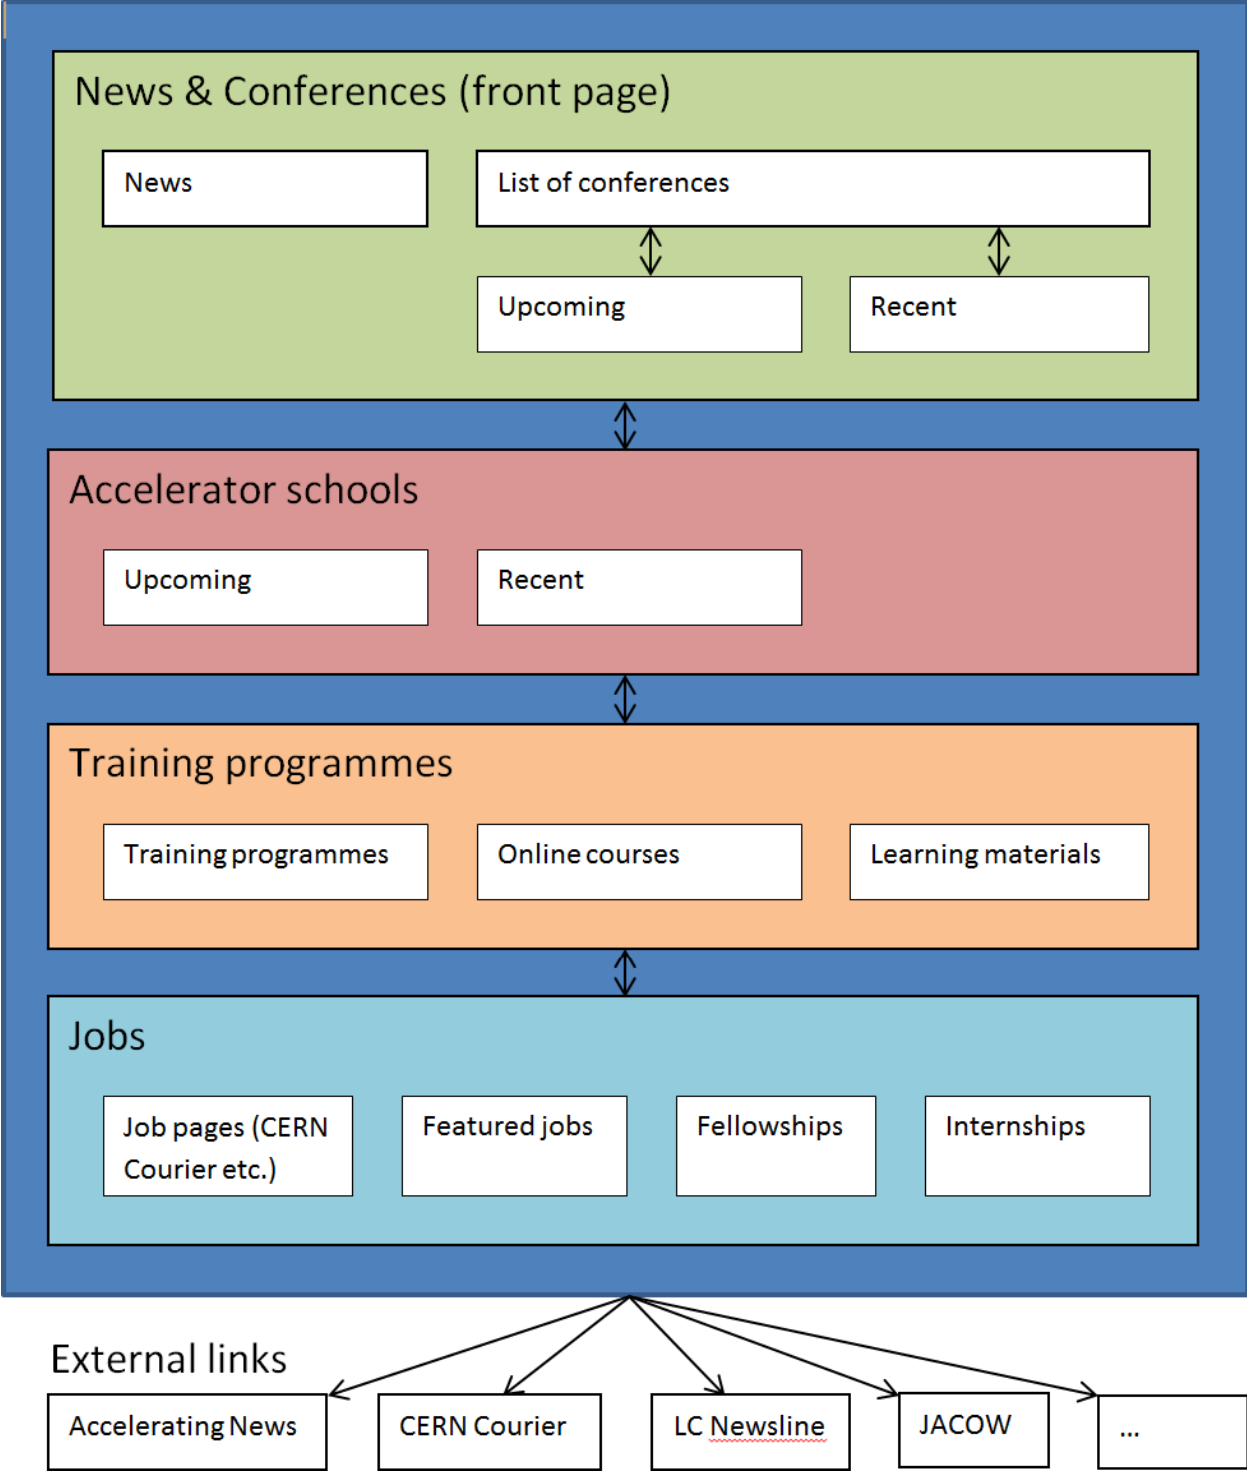 News & Conferences (front page)
News
List of conferences
Upcoming
Recent
Accelerator schools
Upcoming
Recent
Training programmes
Training programmes
Online courses
Learning materials
Jobs
Job pages (CERN
Courier etc.)
Featured jobs
Fellowships
Internships
External links
Accelerating News
CERN Courier
LC Newsline
JACOW
...